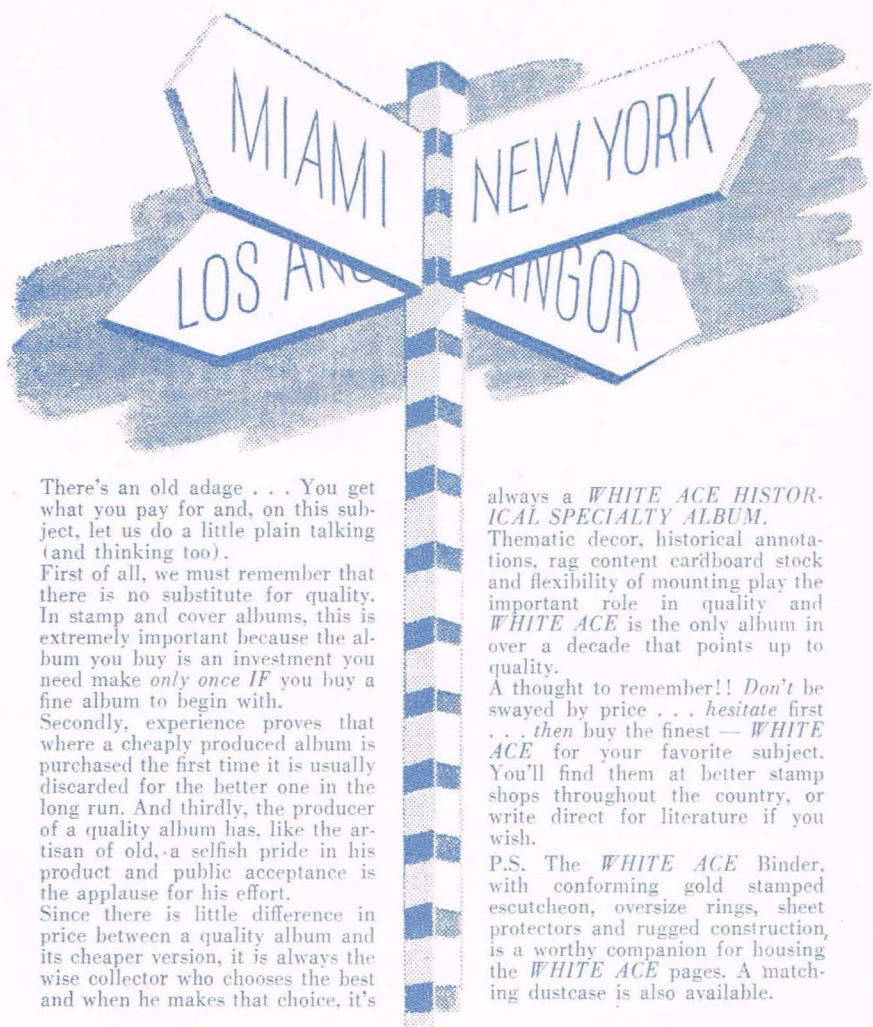 MIAMI
NEW YORK
LOS ANG
ANGOR
There's an old adage . . . You get
what you pay for and, on this sub-
ject, let us do a little plain talking
(and thinking too).
First of all, we must remember that
there is no substitute for quality.
In stamp and cover albums, this is
extremely important because the al-
bum you buy is an investment you
need make only once IF you buy a
fine album to begin with.
Secondly, experience proves that
where a cheaply produced album is
purchased the first time it is usually
discarded for the better one in the
long run. And thirdly, the producer
of a quality album has, like the ar-
tisan of old, a selfish pride in his
product and public acceptance is
the applause for his effort.
Since there is little difference in
price between a quality album and
its cheaper version, it is always the
wise collector who chooses the best
and when he makes that choice, it's
always a WHITE ACE HISTOR-
ICAL SPECIALTY ALBUM.
Thematic decor, historical annota-
tions, rag content cardboard stock
and flexibility of mounting play the
important role in quality and
WHITE ACE is the only album in
over a decade that points up to
quality.
A thought to remember!! Don't be
swayed by price . . . hesitate first
. . . then buy the finest — WHITE
ACE for your favorite subject.
You'll find them at better stamp
shops throughout the country, or
write direct for literature if you
wish.
P.S. The WHITE ACE Binder,
with conforming gold stamped
escutcheon, oversize rings, sheet
protectors and rugged construction,
is a worthy companion for housing
the WHITE ACE pages. A match-
ing dustcase is also available.